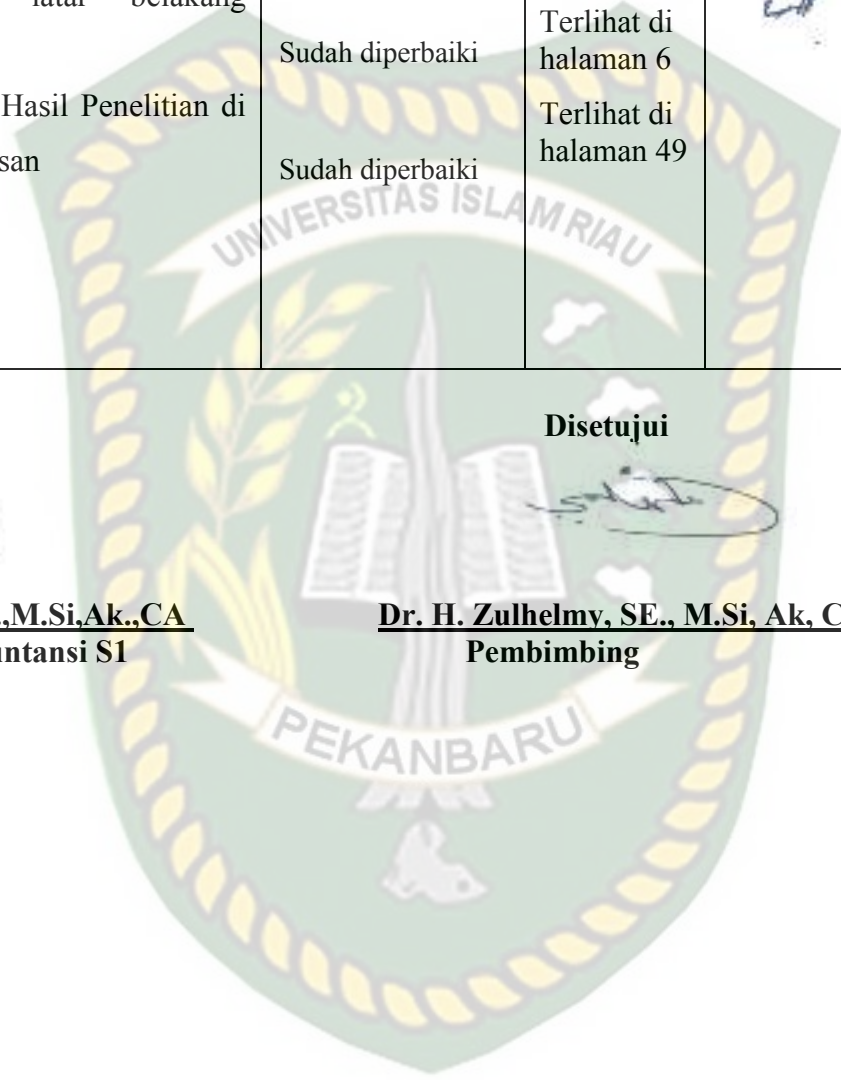 latar belakang
Sudah diperbaiki
Terlihat di
halaman 6
Hasil Penelitian di
san
Sudah diperbaiki
Terlihat di
halaman 49
UNIVERSITAS ISLAM RIAU
Disetujui
.,M.Si,Ak.,CA
Dr. H. Zulhelmy, SE., M.Si, Ak, C
ntansi S1
Pembimbing
PEKANBARU